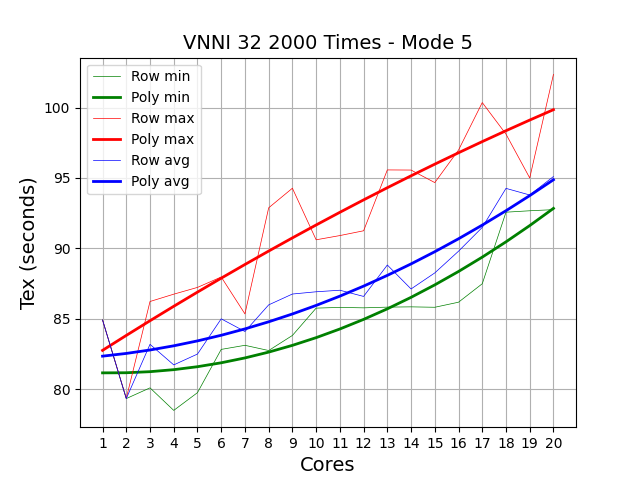 VNNI 32 2000 Times - Mode 5
Row min
Poly min
Row max
Poly max
Row avg
Poly avg
Tex (seconds)
100
95
90
85
80
1 2 3 4 5 6 7 8 9 10 11 12 13 14 15 16 17 18 19 20
Cores